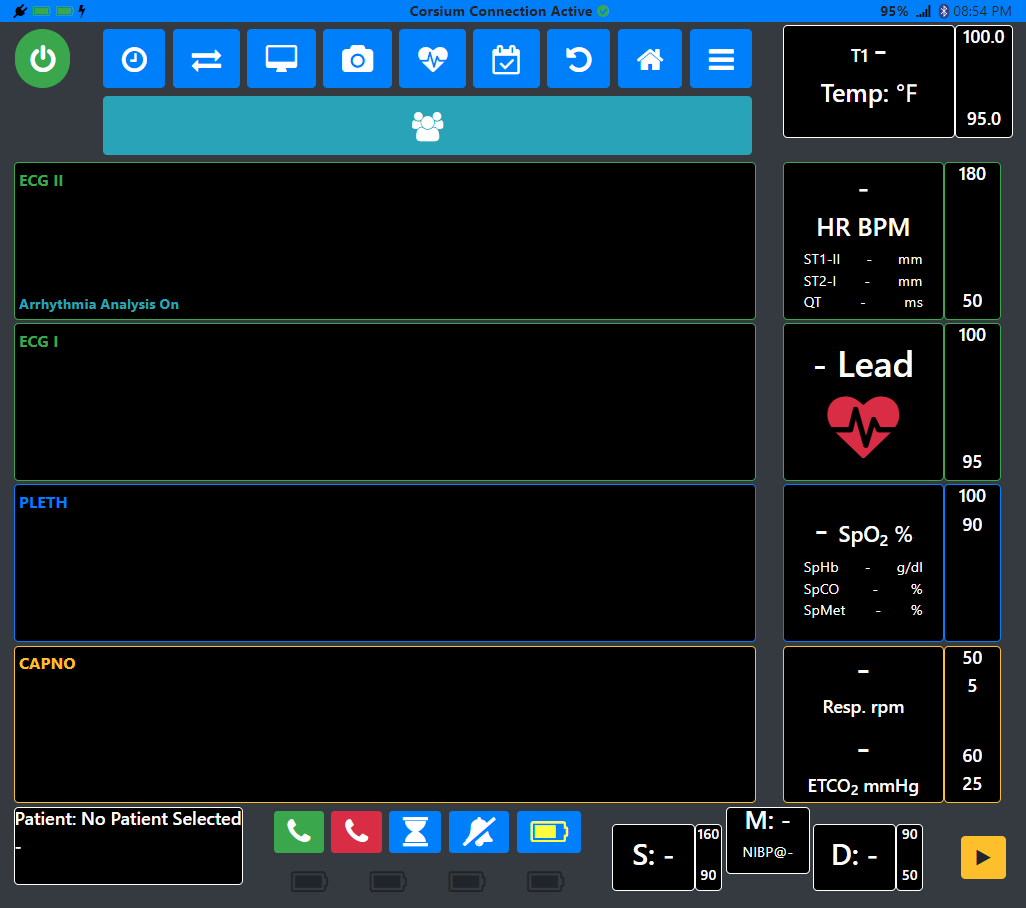 Corsium Connection Active
95%
08:54 PM
T1 -
Temp: °F
100.0
95.0
ECG II
Arrhythmia Analysis On
-
HR BPM
ST1-II - mm
ST2-I - mm
QT - ms
180
50
ECG I
- Lead
100
95
PLETH
- SpO₂ %
SpHb - g/dl
SpCO - %
SpMet - %
100
90
CAPNO
-
Resp. rpm
-
ETCO₂ mmHg
50
5
60
25
Patient: No Patient Selected
-
S: -
160
90
M: -
NIBP@-
D: -
90
50